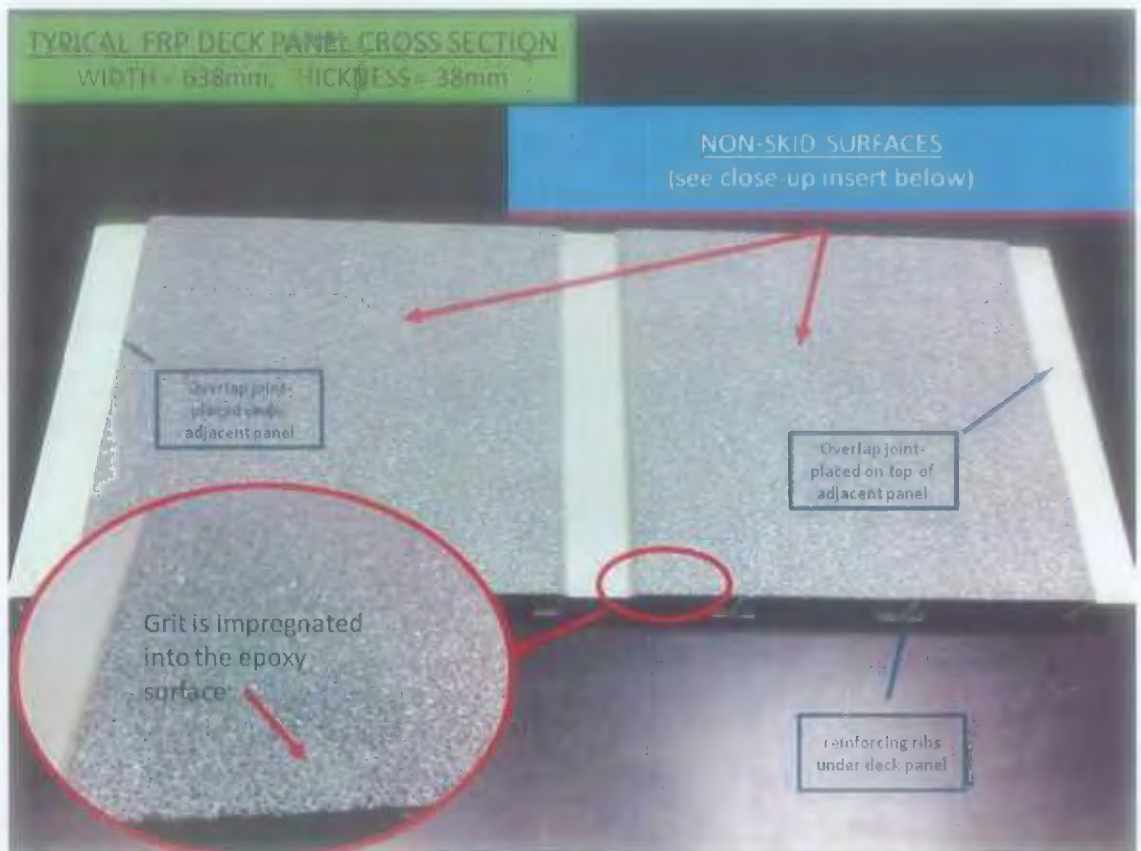 TYPICAL FRP DECK PANEL CROSS SECTION
WIDTH = 638mm, THICKNESS = 38mm
NON-SKID SURFACES
(see close-up insert below)
Overlap joint-
placed
adjacent panel
Overlap joint-
placed on top of
adjacent panel
Grit is impregnated
into the epoxy
surface
reinforcing ribs
under deck panel